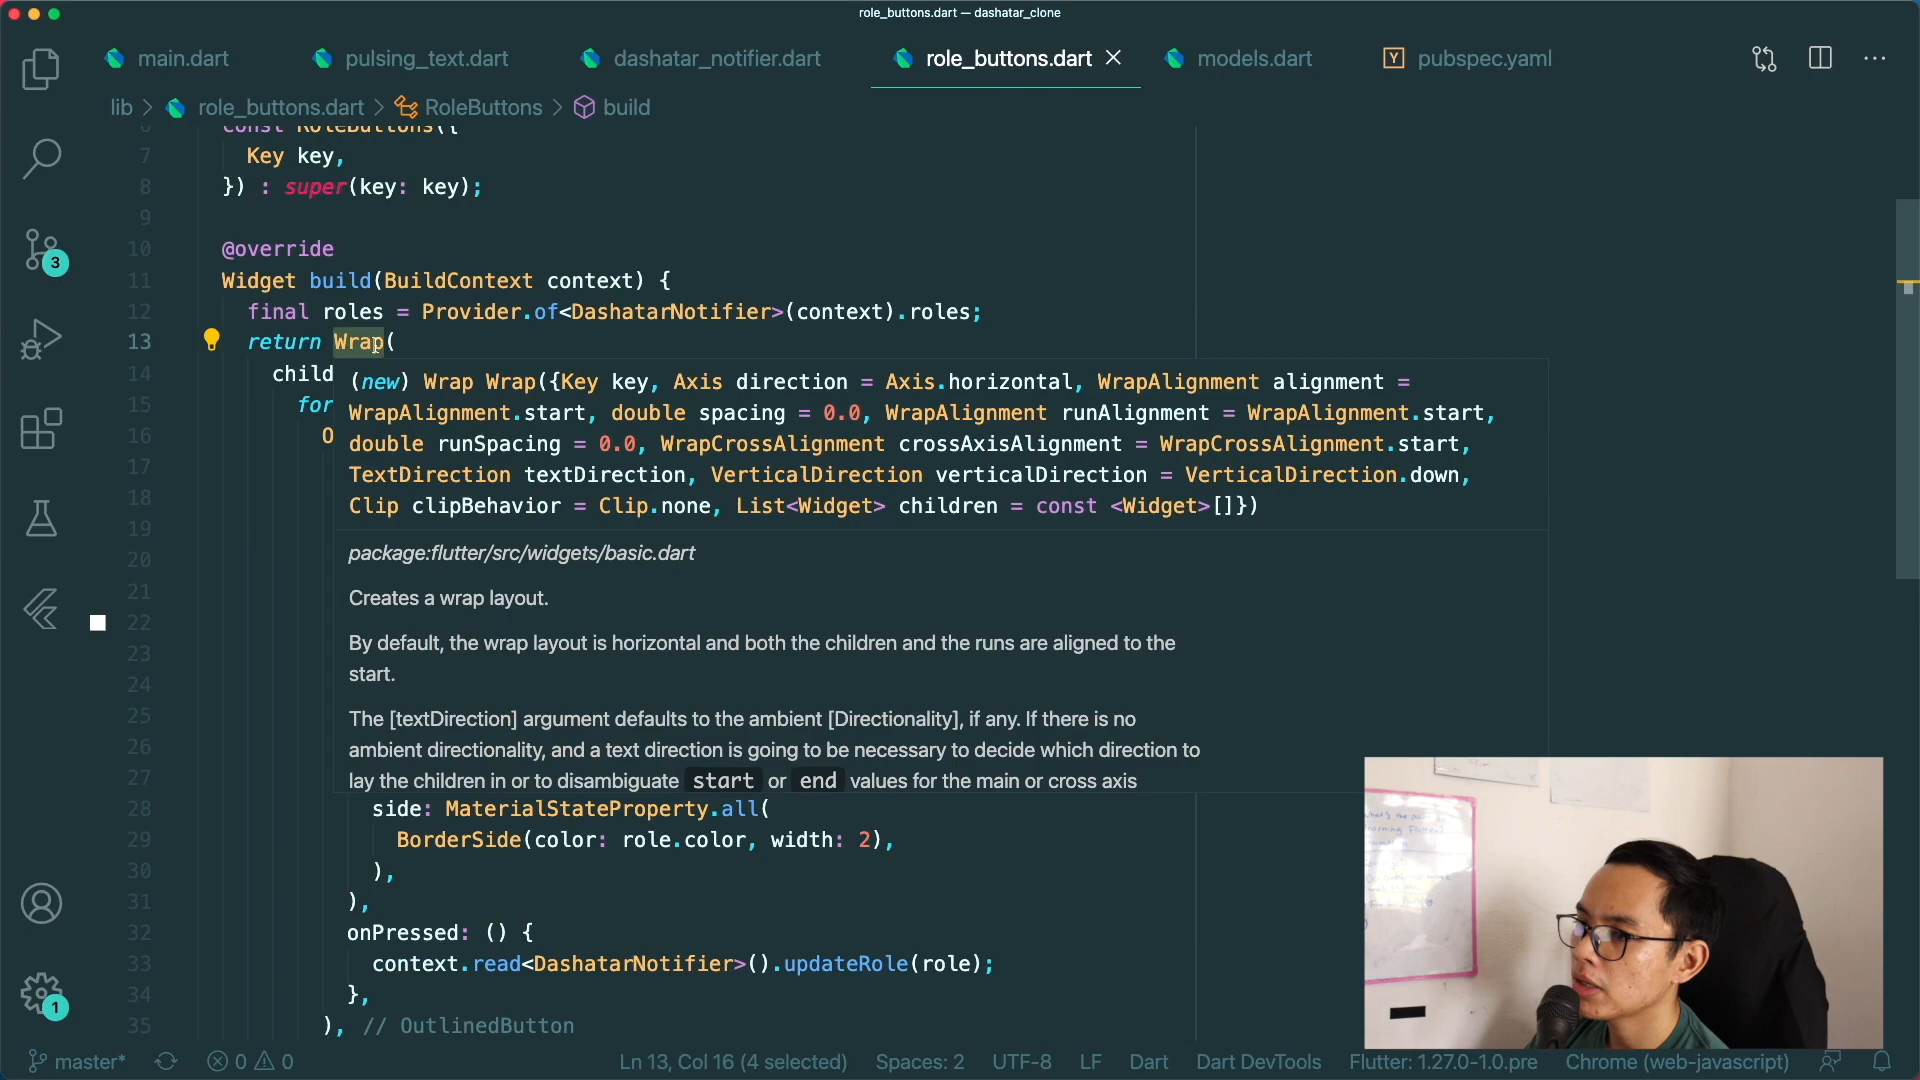 role_buttons.dart — dashatar_clone
main.dart
pulsing_text.dart
dashatar_notifier.dart
role_buttons.dart
models.dart
Y pubspec.yaml
lib > role_buttons.dart > RoleButtons > build
6 const RoleButtons({
7 Key key,
8 }) : super(key: key);
9
10 @override
11 Widget build(BuildContext context) {
12 final roles = Provider.of<DashatarNotifier>(context).roles;
13 return Wrap(
14 child
15 for
16 O
17
18
19
20
21
22
23
24
25
26
27
(new) Wrap Wrap({Key key, Axis direction = Axis.horizontal, WrapAlignment alignment =
WrapAlignment.start, double spacing = 0.0, WrapAlignment runAlignment = WrapAlignment.start,
double runSpacing = 0.0, WrapCrossAlignment crossAxisAlignment = WrapCrossAlignment.start,
TextDirection textDirection, VerticalDirection verticalDirection = VerticalDirection.down,
Clip clipBehavior = Clip.none, List<Widget> children = const <Widget>[]})
package:flutter/src/widgets/basic.dart
Creates a wrap layout.
By default, the wrap layout is horizontal and both the children and the runs are aligned to the
start.
The [textDirection] argument defaults to the ambient [Directionality], if any. If there is no
ambient directionality, and a text direction is going to be necessary to decide which direction to
lay the children in or to disambiguate start or end values for the main or cross axis
28 side: MaterialStateProperty.all(
29 BorderSide(color: role.color, width: 2),
30 ),
31 ),
32 onPressed: () {
33 context.read<DashatarNotifier>().updateRole(role);
34 },
35 ), // OutlinedButton
3
1
master* 0 0 Ln 13, Col 16 (4 selected) Spaces: 2 UTF-8 LF Dart Dart DevTools Flutter: 1.27.0-1.0.pre Chrome (web-javascript)